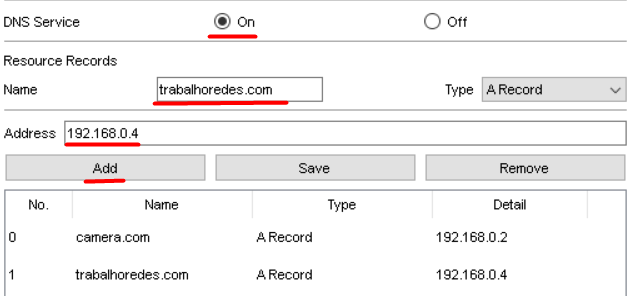 DNS Service On Off
Resource Records
Name trabalhoredes.com Type A Record
Address 192.168.0.4
Add Save Remove
No. Name Type Detail
0 camera.com A Record 192.168.0.2
1 trabalhoredes.com A Record 192.168.0.4